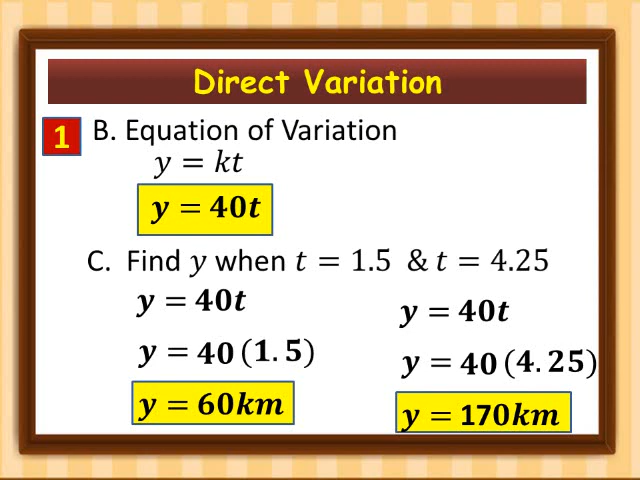 Direct Variation
1
B. Equation of Variation
y = kt
y = 40t
C. Find y when t = 1.5 & t = 4.25
y = 40t
y = 40 (1.5)
y = 60km
y = 40t
y = 40 (4.25)
y = 170km